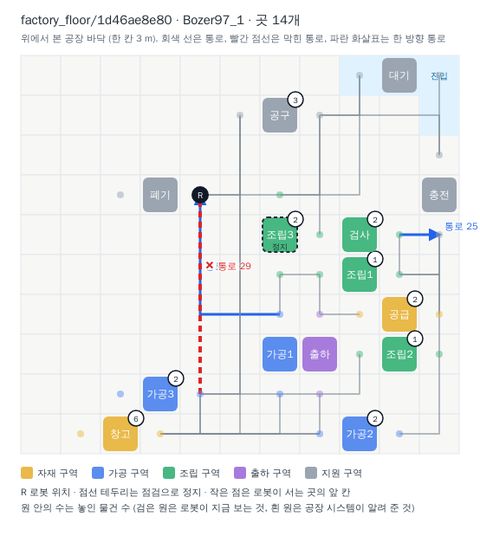 factory_floor/1d46ae8e80 · Bozer97_1 · 곳 14개
위에서 본 공장 바닥 (한 칸 3 m). 회색 선은 통로, 빨간 점선은 막힌 통로, 파란 화살표는 한 방향 통로
대기
전립
공구 3
폐기
R
충전
조립3 2
정지
검사 2
통로 25
✕ 통로 29
조립1 1
공급 2
가공1
출하
조립2 1
가공3 2
창고 6
가공2 2
자재 구역
가공 구역
조립 구역
출하 구역
지원 구역
R 로봇 위치 · 점선 테두리는 점검으로 정지 · 작은 점은 로봇이 서는 곳의 앞 칸
원 안의 수는 놓인 물건 수 (검은 원은 로봇이 지금 보는 것, 흰 원은 공장 시스템이 알려 준 것)